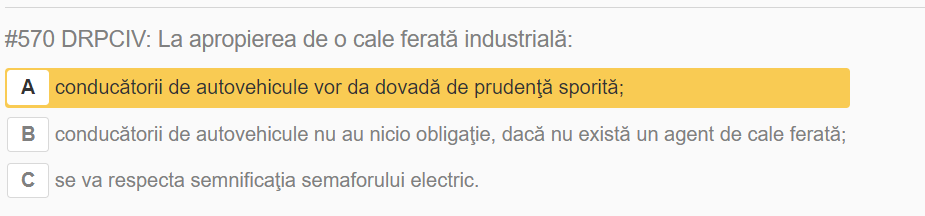 #570 DRPCIV: La apropierea de o cale ferată industrială:
A conducătorii de autovehicule vor da dovadă de prudenţă sporită;
B conducătorii de autovehicule nu au nicio obligaţie, dacă nu există un agent de cale ferată;
C se va respecta semnificaţia semaforului electric.